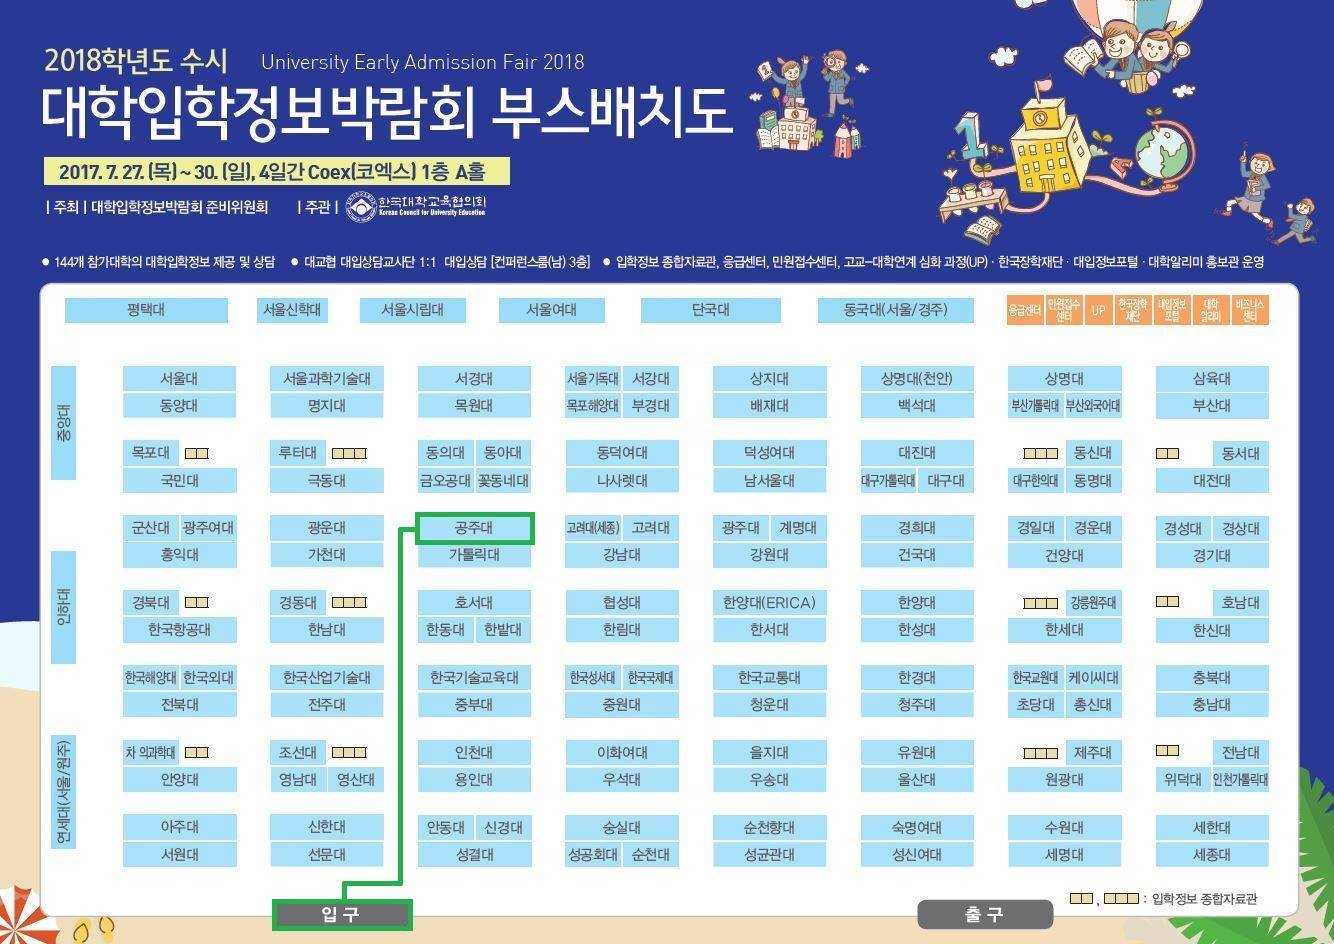 2018학년도 수시 University Early Admission Fair 2018
대학입학정보박람회 부스배치도
2017. 7. 27. (목) ~ 30. (일), 4일간 Coex(코엑스) 1층 A홀
| 주최 | 대학입학정보박람회 준비위원회 | 주관 | 한국대학교육협의회
Korean Council for University Education
● 144개 참가대학의 대학입학정보 제공 및 상담 ● 대교협 대입상담교사단 1:1 대입상담 [컨퍼런스룸(남) 3층] ● 입학정보 종합자료관, 응급센터, 민원접수센터, 고교-대학연계 심화 과정(UP) · 한국장학재단 · 대입정보포털 · 대학알리미 홍보관 운영
평택대 서울신학대 서울시립대 서울여대 단국대 동국대(서울/경주) 응급센터 민원접수센터 UP 한국장학재단 대입정보포털 대학알리미 비즈니스센터
중앙대
서울대 서울과학기술대 서경대 서울기독대 서강대 상지대 상명대(천안) 상명대 삼육대
동양대 명지대 목원대 목포해양대 부경대 배재대 백석대 부산가톨릭대 부산외국어대 부산대
목포대 루터대 동의대 동아대 동덕여대 덕성여대 대진대 동신대 동서대
국민대 극동대 금오공대 꽃동네대 나사렛대 남서울대 대구가톨릭대 대구대 대구한의대 동명대 대전대
인하대
군산대 광주여대 광운대 공주대 고려대(세종) 고려대 광주대 계명대 경희대 경일대 경운대 경성대 경상대
홍익대 가천대 가톨릭대 강남대 강원대 건국대 건양대 경기대
경북대 경동대 호서대 협성대 한양대(ERICA) 한양대 강릉원주대 호남대
한국항공대 한남대 한동대 한밭대 한림대 한서대 한성대 한세대 한신대
한국해양대 한국외대 한국산업기술대 한국기술교육대 한국성서대 한국국제대 한국교통대 한경대 한국교원대 케이씨대 충북대
전북대 전주대 중부대 중원대 청운대 청주대 초당대 총신대 충남대
연세대(서울/원주)
차 의과학대 조선대 인천대 이화여대 을지대 유원대 제주대 전남대
안양대 영남대 영산대 용인대 우석대 우송대 울산대 원광대 위덕대 인천가톨릭대
아주대 신한대 안동대 신경대 숭실대 순천향대 숙명여대 수원대 세한대
서원대 선문대 성결대 성공회대 순천대 성균관대 성신여대 세명대 세종대
, : 입학정보 종합자료관
입 구 출 구